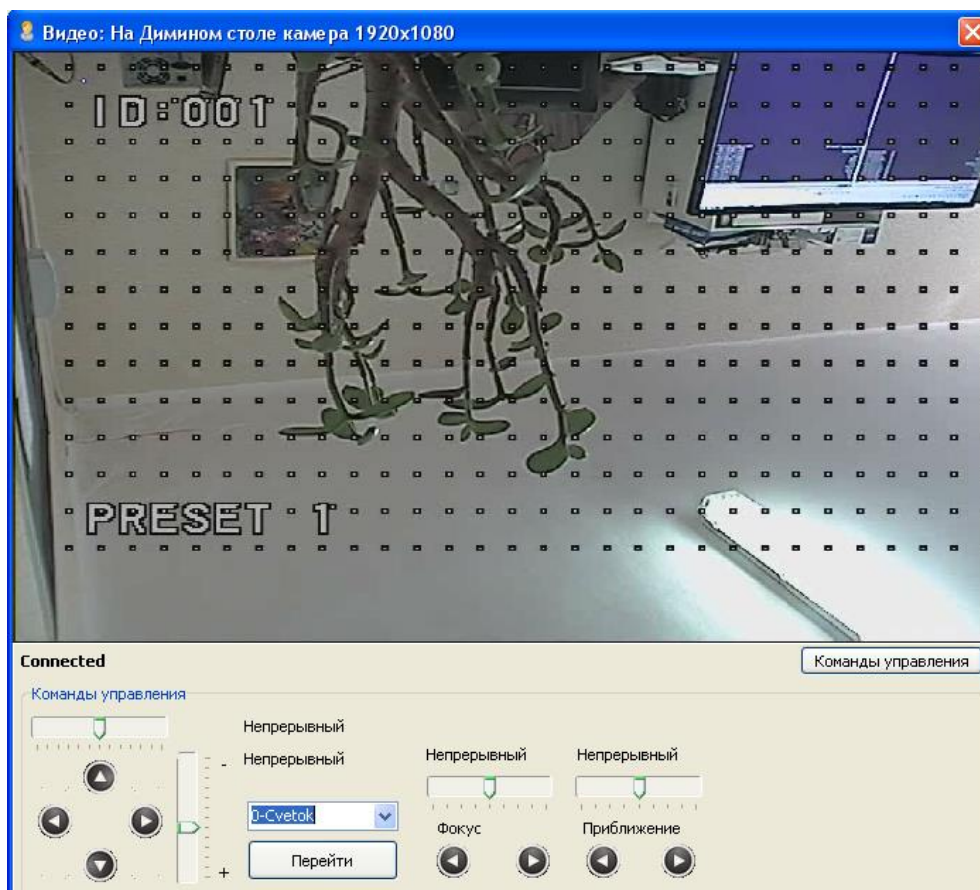 Видео: На Димином столе камера 1920x1080
ID:001
PRESET 1
Connected
Команды управления
Команды управления
Непрерывный
Непрерывный
-
Непрерывный
Непрерывный
0-Cvetok
Фокус
Приближение
Перейти
+